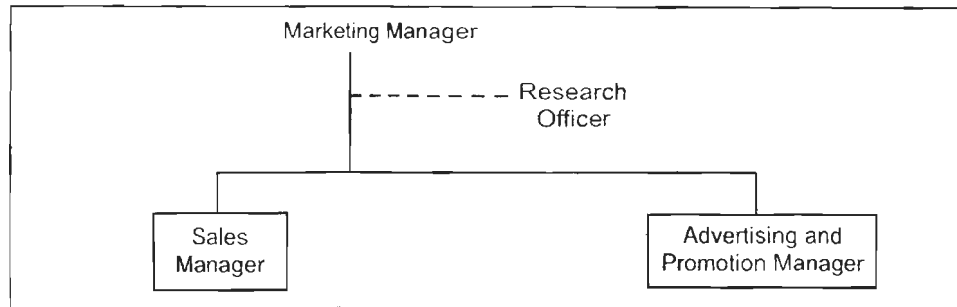 Marketing Manager
Research
Officer
Sales
Manager
Advertising and
Promotion Manager